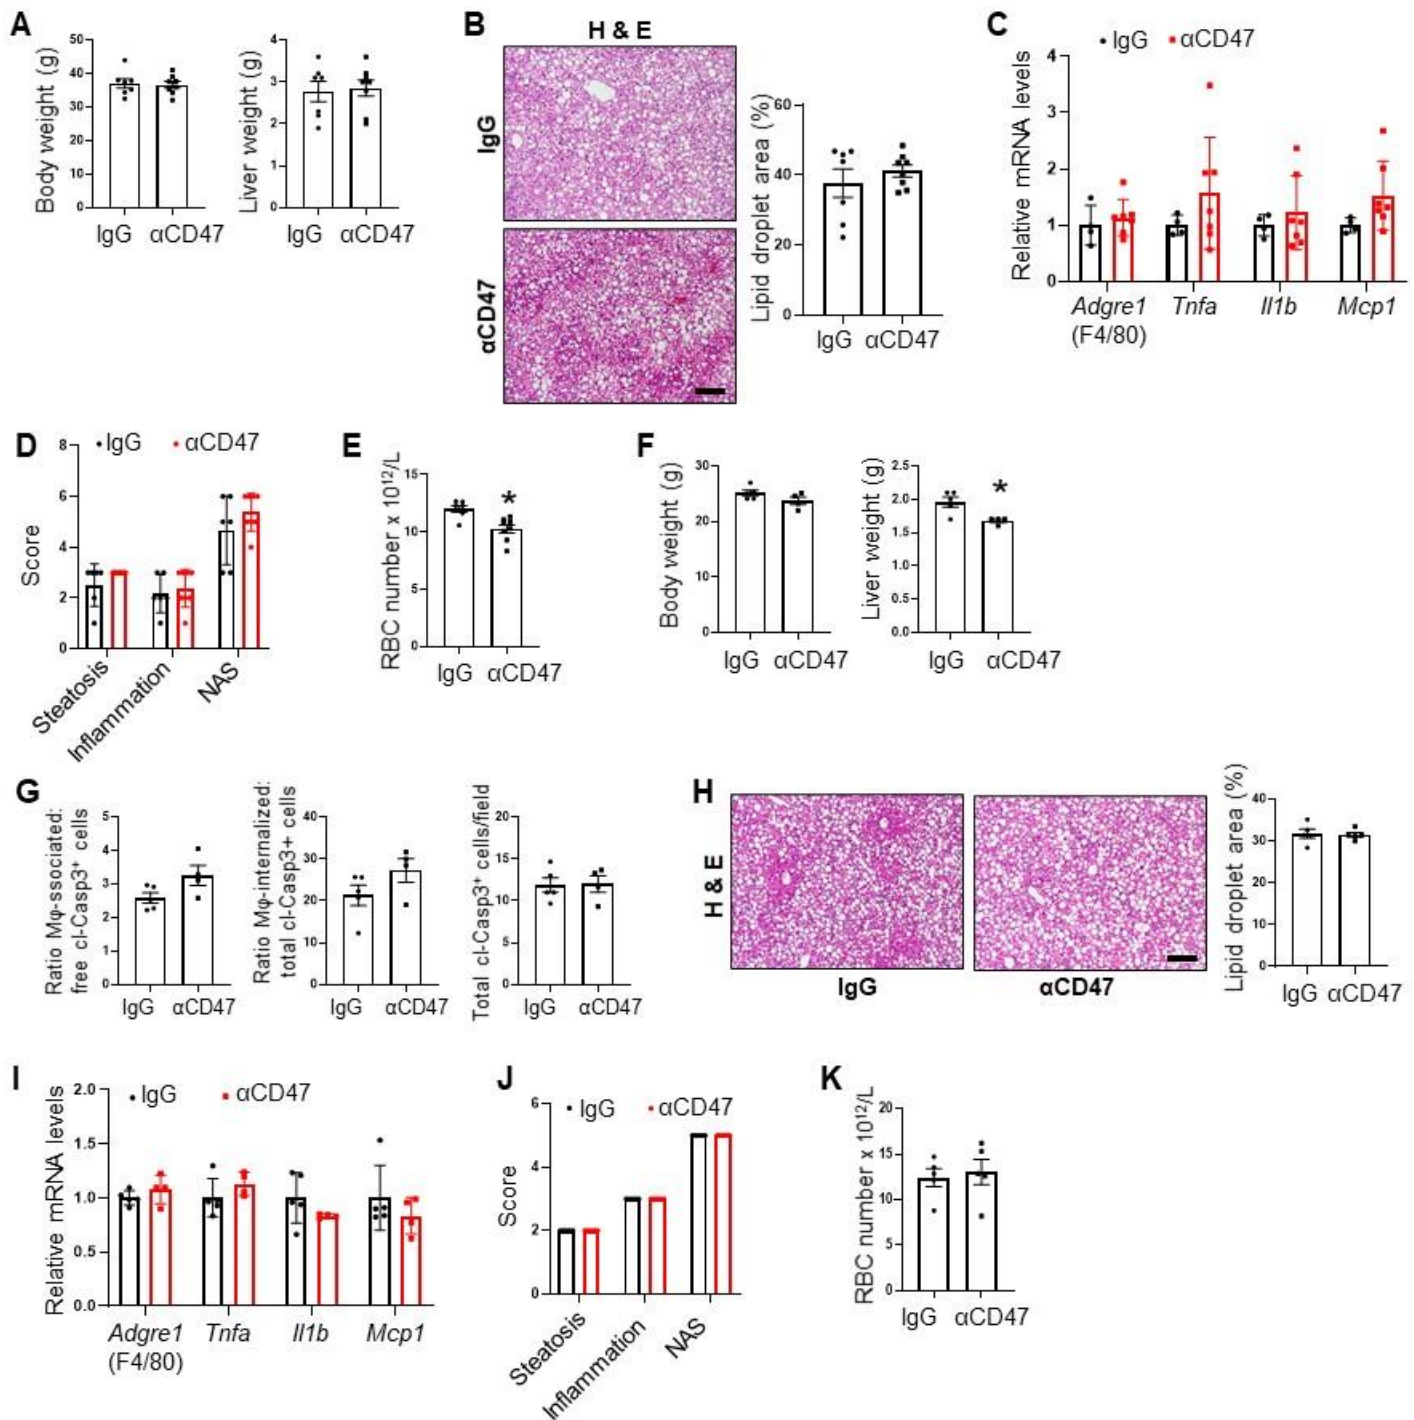 A
Body weight (g)
50
40
30
20
10
0
IgG
αCD47
Liver weight (g)
4
3
2
1
0
IgG
αCD47
B
H & E
IgG
αCD47
Lipid droplet area (%)
60
40
20
0
IgG
αCD47
C
IgG
αCD47
Relative mRNA levels
4
3
2
1
0
Adgre1
(F4/80)
Tnfa
Il1b
Mcp1
D
IgG
αCD47
Score
8
6
4
2
0
Steatosis
Inflammation
NAS
E
RBC number x 10¹²/L
15
10
5
0
*
IgG
αCD47
F
Body weight (g)
30
20
10
0
IgG
αCD47
Liver weight (g)
2.5
2.0
1.5
1.0
0.5
0.0
*
IgG
αCD47
G
Ratio Mφ-ssociated:
free cl-Casp3⁺ cells
5
4
3
2
1
0
IgG
αCD47
Ratio Mφ-internalized:
total cl-Casp3+ cells
40
30
20
10
0
IgG
αCD47
Total cl-Casp3⁺ cells/field
20
15
10
5
0
IgG
αCD47
H
H & E
IgG
αCD47
Lipid droplet area (%)
40
30
20
10
0
IgG
αCD47
I
IgG
αCD47
Relative mRNA levels
2.0
1.5
1.0
0.5
0.0
Adgre1
(F4/80)
Tnfa
Il1b
Mcp1
J
IgG
αCD47
Score
6
4
2
0
Steatosis
Inflammation
NAS
K
RBC number x 10¹²/L
20
15
10
5
0
IgG
αCD47